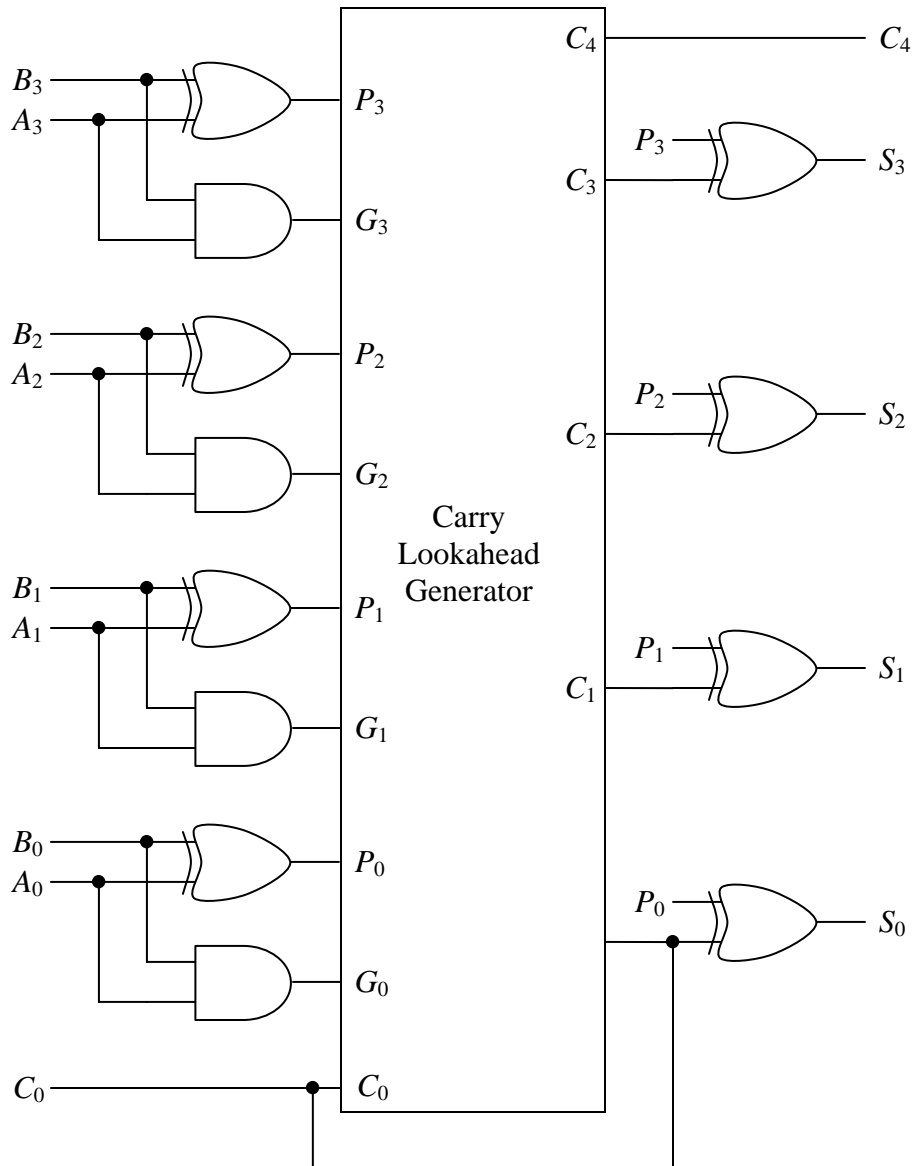 C₄ C₄
B₃
A₃
P₃
P₃
S₃
C₃
G₃
B₂
A₂
P₂
P₂
S₂
C₂
G₂
Carry
Lookahead
Generator
B₁
A₁
P₁
P₁
S₁
C₁
G₁
B₀
A₀
P₀
P₀
S₀
G₀
C₀ C₀